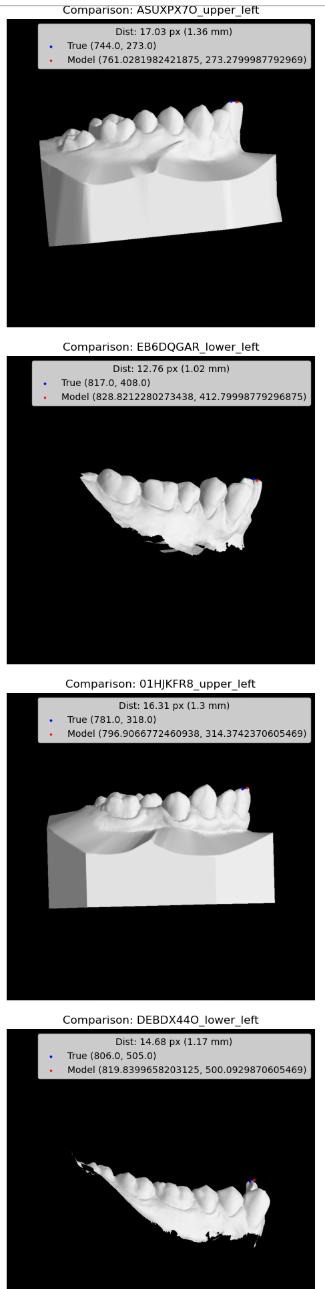 Comparison: ASUXPX7O_upper_left
Dist: 17.03 px (1.36 mm)
True (744.0, 273.0)
Model (761.0281982421875, 273.2799987792969)
Comparison: EB6DQGAR_lower_left
Dist: 12.76 px (1.02 mm)
True (817.0, 408.0)
Model (828.8212280273438, 412.79998779296875)
Comparison: 01HJKFR8_upper_left
Dist: 16.31 px (1.3 mm)
True (781.0, 318.0)
Model (796.9066772460938, 314.3742370605469)
Comparison: DEBDX44O_lower_left
Dist: 14.68 px (1.17 mm)
True (806.0, 505.0)
Model (819.8399658203125, 500.0929870605469)